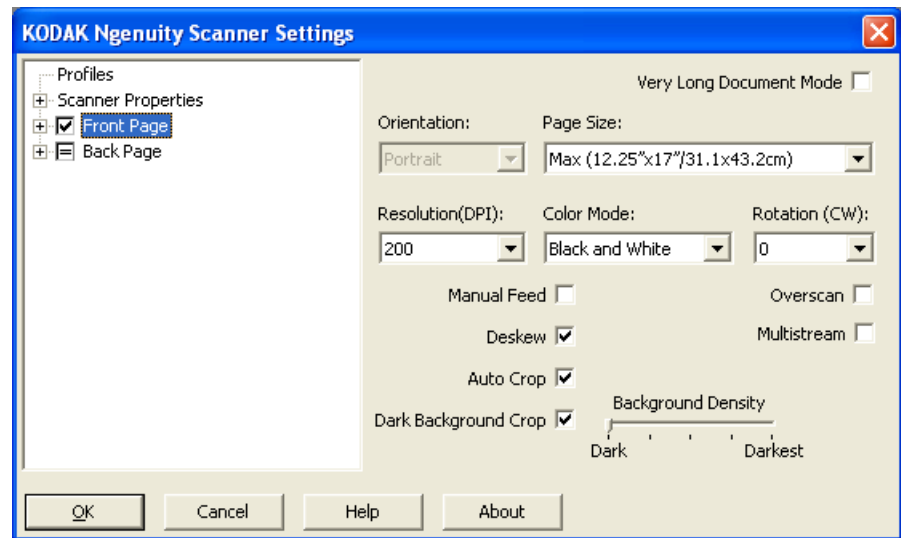 KODAK Ngenuity Scanner Settings
Profiles
Scanner Properties
Front Page
Back Page
Very Long Document Mode
Orientation: Page Size:
Portrait Max (12.25”x17”/31.1x43.2cm)
Resolution(DPI): Color Mode: Rotation (CW):
200 Black and White 0
Manual Feed Overscan
Deskew Multistream
Auto Crop
Dark Background Crop Background Density
Dark Darkest
OK Cancel Help About